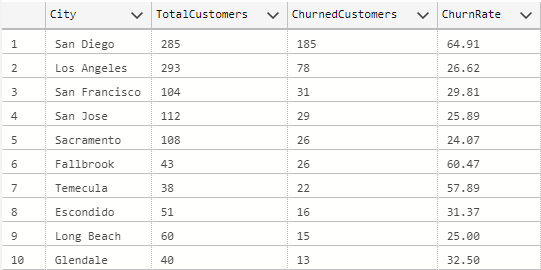 City TotalCustomers ChurnedCustomers ChurnRate
1 San Diego 285 185 64.91
2 Los Angeles 293 78 26.62
3 San Francisco 104 31 29.81
4 San Jose 112 29 25.89
5 Sacramento 108 26 24.07
6 Fallbrook 43 26 60.47
7 Temecula 38 22 57.89
8 Escondido 51 16 31.37
9 Long Beach 60 15 25.00
10 Glendale 40 13 32.50